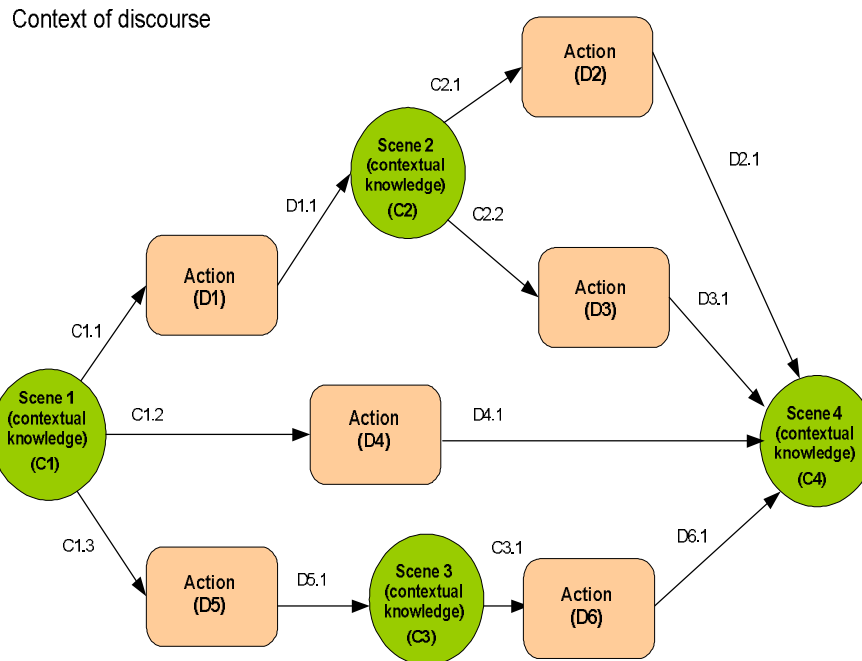 Context of discourse
Action
(D2)
C2.1
Scene 2
(contextual
knowledge)
(C2)
D2.1
D1.1
C2.2
Action
(D1)
Action
(D3)
D3.1
C1.1
Scene 1
(contextual
knowledge)
(C1)
C1.2
Action
(D4)
D4.1
Scene 4
(contextual
knowledge)
(C4)
C1.3
Action
(D5)
D5.1
Scene 3
(contextual
knowledge)
(C3)
C3.1
Action
(D6)
D6.1